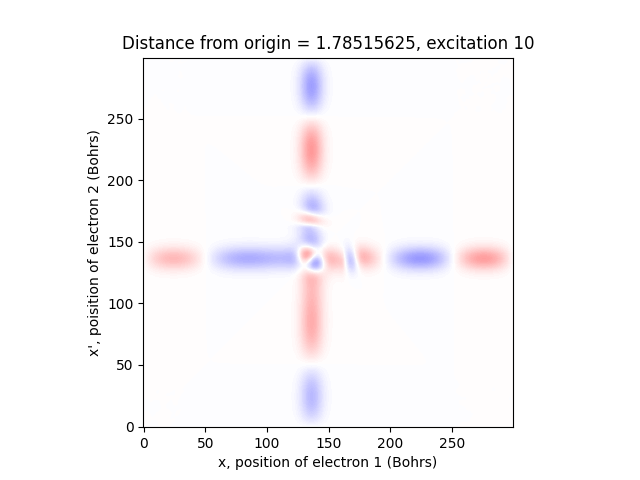 Distance from origin = 1.78515625, excitation 10
250
200
150
100
50
0
x', poisition of electron 2 (Bohrs)
0 50 100 150 200 250
x, position of electron 1 (Bohrs)